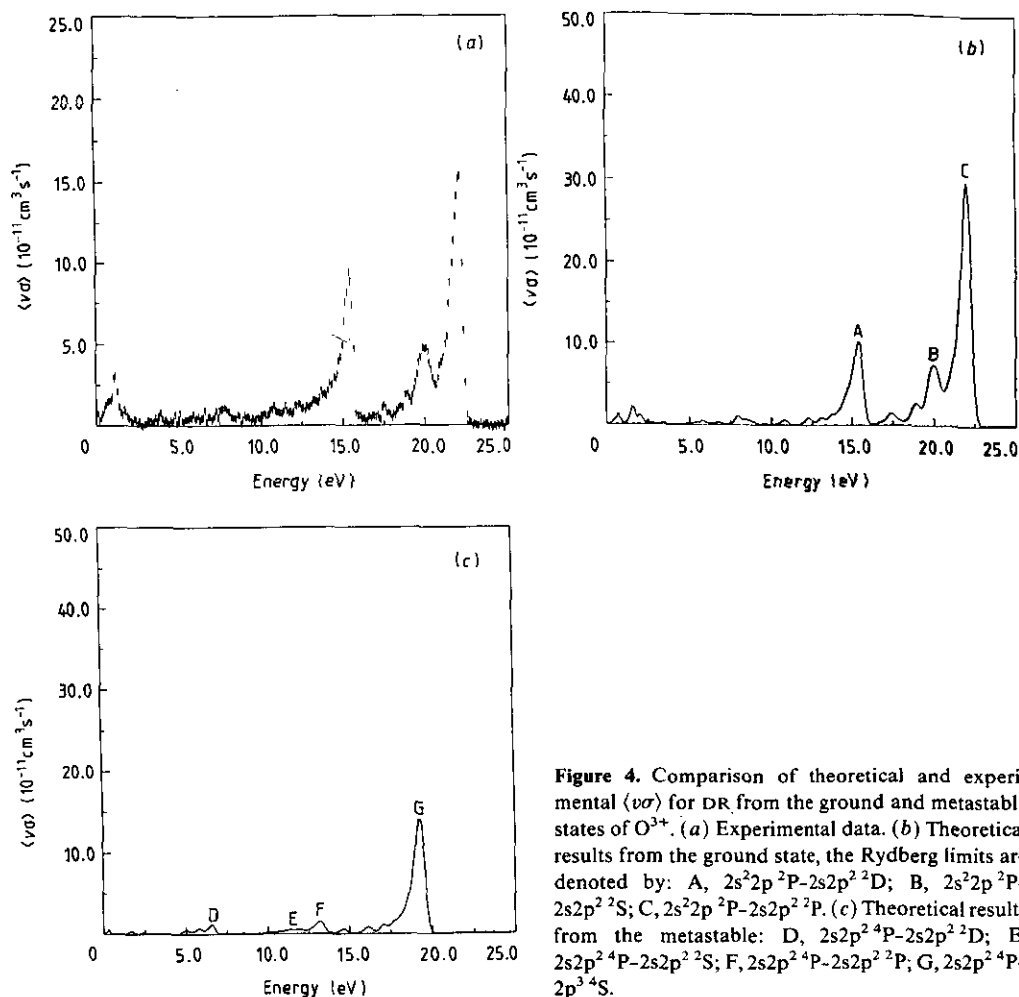 (a)
25.0
20.0
15.0
10.0
5.0
⟨vσ⟩ (10⁻¹¹cm³s⁻¹)
0 5.0 10.0 15.0 20.0 25.0
Energy (eV)
(b)
50.0
40.0
30.0
20.0
10.0
⟨vσ⟩ (10⁻¹¹cm³s⁻¹)
A
B
C
0 5.0 10.0 15.0 20.0 25.0
Energy (eV)
(c)
50.0
40.0
30.0
20.0
10.0
⟨vσ⟩ (10⁻¹¹cm³s⁻¹)
D
E
F
G
0 5.0 10.0 15.0 20.0 25.0
Energy (eV)
Figure 4. Comparison of theoretical and experi-
mental ⟨vσ⟩ for DR from the ground and metastabl
states of O³⁺. (a) Experimental data. (b) Theoretica
results from the ground state, the Rydberg limits ar
denoted by: A, 2s²2p ²P–2s2p² ²D; B, 2s²2p ²P–
2s2p² ²S; C, 2s²2p ²P–2s2p² ²P. (c) Theoretical result
from the metastable: D, 2s2p² ⁴P–2s2p² ²D; E
2s2p² ⁴P–2s2p² ²S; F, 2s2p² ⁴P–2s2p² ²P; G, 2s2p² ⁴P–
2p³ ⁴S.